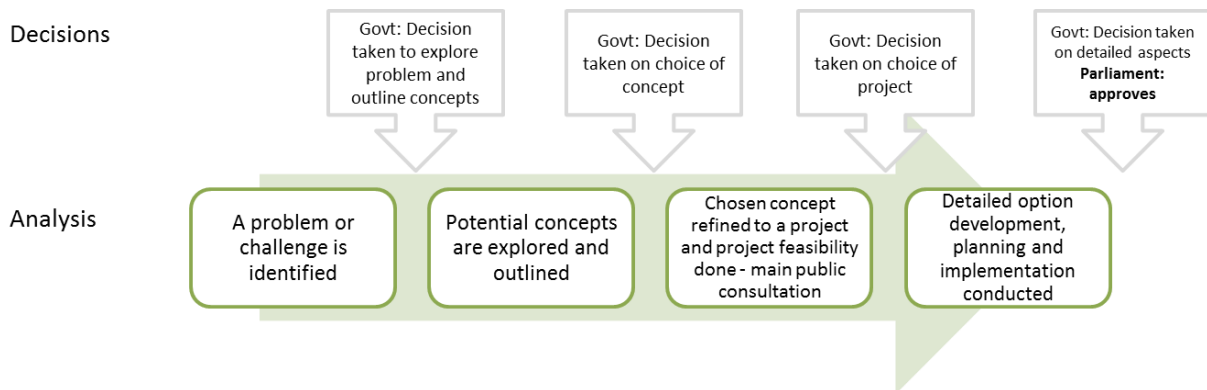 Decisions
Govt: Decision
taken to explore
problem and
outline concepts
Govt: Decision
taken on choice of
concept
Govt: Decision
taken on choice of
project
Govt: Decision taken
on detailed aspects
Parliament:
approves
Analysis
A problem or
challenge is
identified
Potential concepts
are explored and
outlined
Chosen concept
refined to a project
and project feasibility
done - main public
consultation
Detailed option
development,
planning and
implementation
conducted